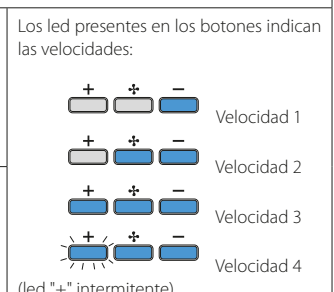 Los led presentes en los botones indican
las velocidades:
+ −
Velocidad 1
+ −
Velocidad 2
+ −
Velocidad 3
+ −
Velocidad 4
(led "+" intermitente)